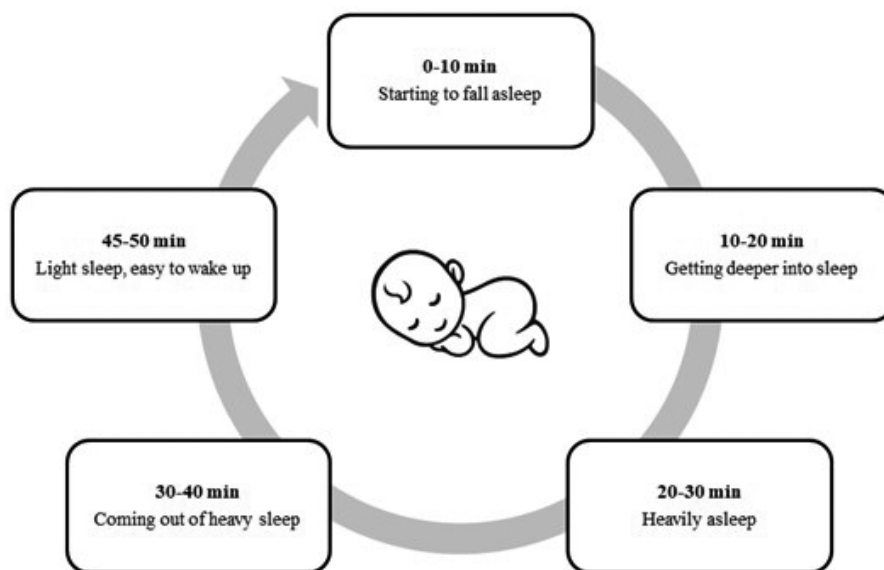 0-10 min
Starting to fall asleep
10-20 min
Getting deeper into sleep
20-30 min
Heavily asleep
30-40 min
Coming out of heavy sleep
45-50 min
Light sleep, easy to wake up